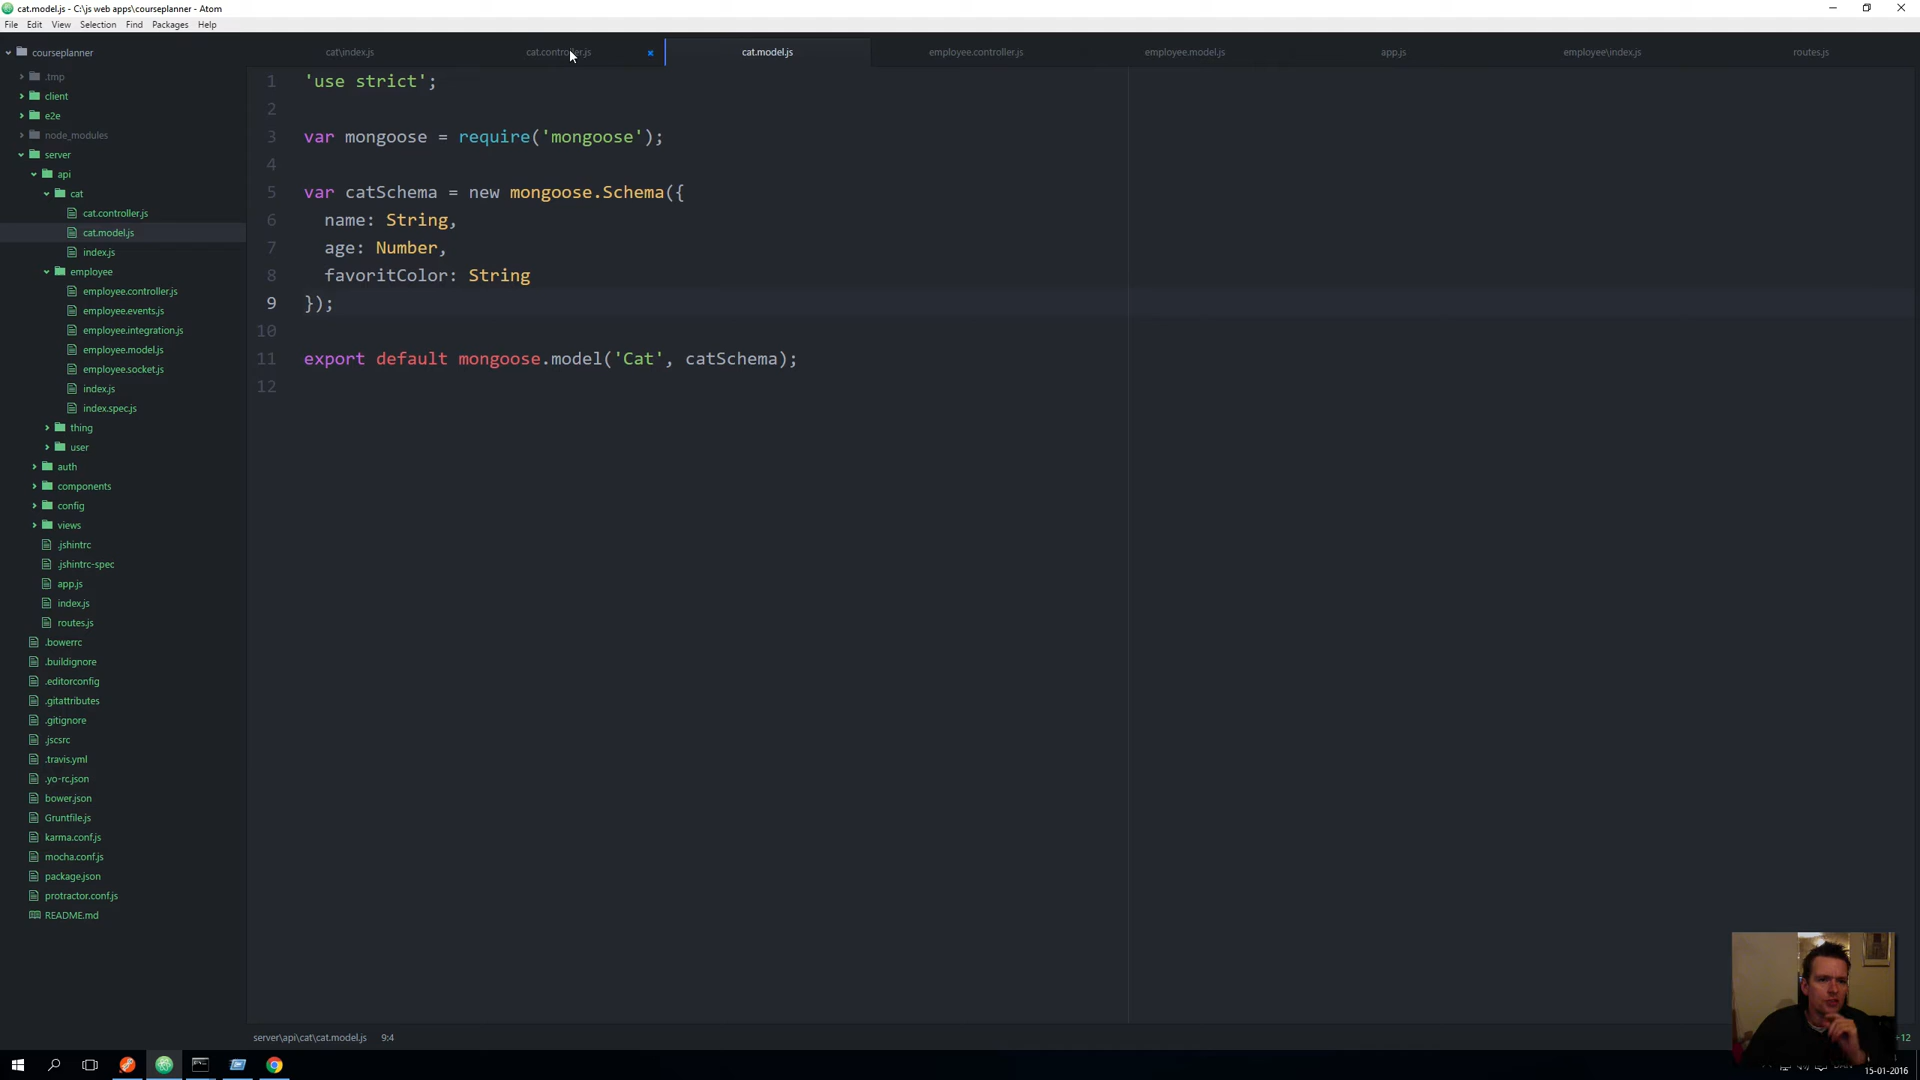 cat.model.js - C:\js web apps\courseplanner - Atom
File Edit View Selection Find Packages Help
courseplanner
.tmp
client
e2e
node_modules
server
api
cat
cat.controller.js
cat.model.js
index.js
employee
employee.controller.js
employee.events.js
employee.integration.js
employee.model.js
employee.socket.js
index.js
index.spec.js
thing
user
auth
components
config
views
.jshintrc
.jshintrc-spec
app.js
index.js
routes.js
.bowerrc
.buildignore
.editorconfig
.gitattributes
.gitignore
.jscsrc
.travis.yml
.yo-rc.json
bower.json
Gruntfile.js
karma.conf.js
mocha.conf.js
package.json
protractor.conf.js
README.md
cat\index.js cat.controller.js cat.model.js employee.controller.js employee.model.js app.js employee\index.js routes.js
1 'use strict';
2
3 var mongoose = require('mongoose');
4
5 var catSchema = new mongoose.Schema({
6 name: String,
7 age: Number,
8 favoritColor: String
9 });
10
11 export default mongoose.model('Cat', catSchema);
12
server\api\cat\cat.model.js 9:4
+12
15-01-2016